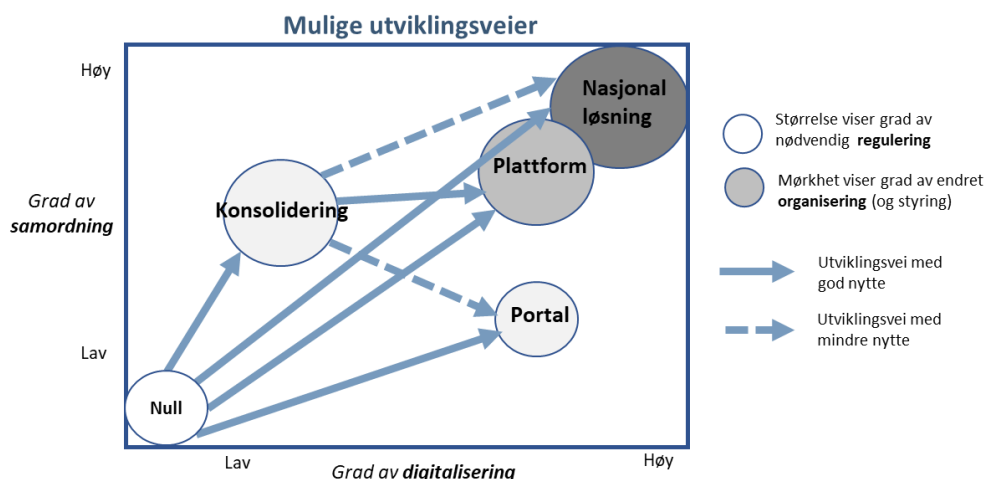 Mulige utviklingsveier
Høy
Nasjonal
løsning
Størrelse viser grad av
nødvendig regulering
Plattform
Mørkhet viser grad av endret
organisering (og styring)
Grad av
samordning
Konsolidering
Utviklingsvei med
god nytte
Portal
Utviklingsvei med
mindre nytte
Lav
Null
Lav
Grad av digitalisering
Høy